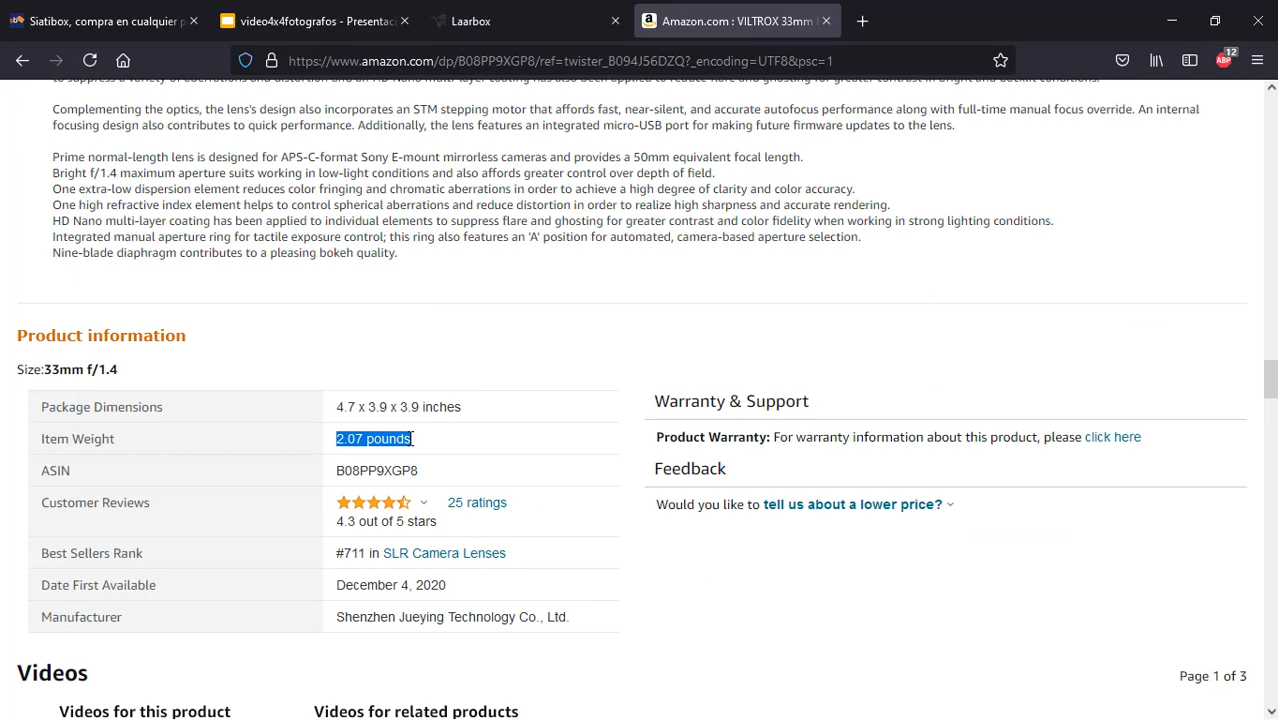 Siatibox, compra en cualquier p
video4x4fotografos - Presentac
Laarbox
Amazon.com : VILTROX 33mm
https://www.amazon.com/dp/B08PP9XGP8/ref=twister_B094J56DZQ?_encoding=UTF8&psc=1
12
ABP
Complementing the optics, the lens's design also incorporates an STM stepping motor that affords fast, near-silent, and accurate autofocus performance along with full-time manual focus override. An internal
focusing design also contributes to quick performance. Additionally, the lens features an integrated micro-USB port for making future firmware updates to the lens.
Prime normal-length lens is designed for APS-C-format Sony E-mount mirrorless cameras and provides a 50mm equivalent focal length.
Bright f/1.4 maximum aperture suits working in low-light conditions and also affords greater control over depth of field.
One extra-low dispersion element reduces color fringing and chromatic aberrations in order to achieve a high degree of clarity and color accuracy.
One high refractive index element helps to control spherical aberrations and reduce distortion in order to realize high sharpness and accurate rendering.
HD Nano multi-layer coating has been applied to individual elements to suppress flare and ghosting for greater contrast and color fidelity when working in strong lighting conditions.
Integrated manual aperture ring for tactile exposure control; this ring also features an 'A' position for automated, camera-based aperture selection.
Nine-blade diaphragm contributes to a pleasing bokeh quality.
Product information
Size:33mm f/1.4
Package Dimensions 4.7 x 3.9 x 3.9 inches
Item Weight 2.07 pounds
ASIN B08PP9XGP8
Customer Reviews 25 ratings
4.3 out of 5 stars
Best Sellers Rank #711 in SLR Camera Lenses
Date First Available December 4, 2020
Manufacturer Shenzhen Jueying Technology Co., Ltd.
Warranty & Support
Product Warranty: For warranty information about this product, please click here
Feedback
Would you like to tell us about a lower price?
Videos
Page 1 of 3
Videos for this product
Videos for related products